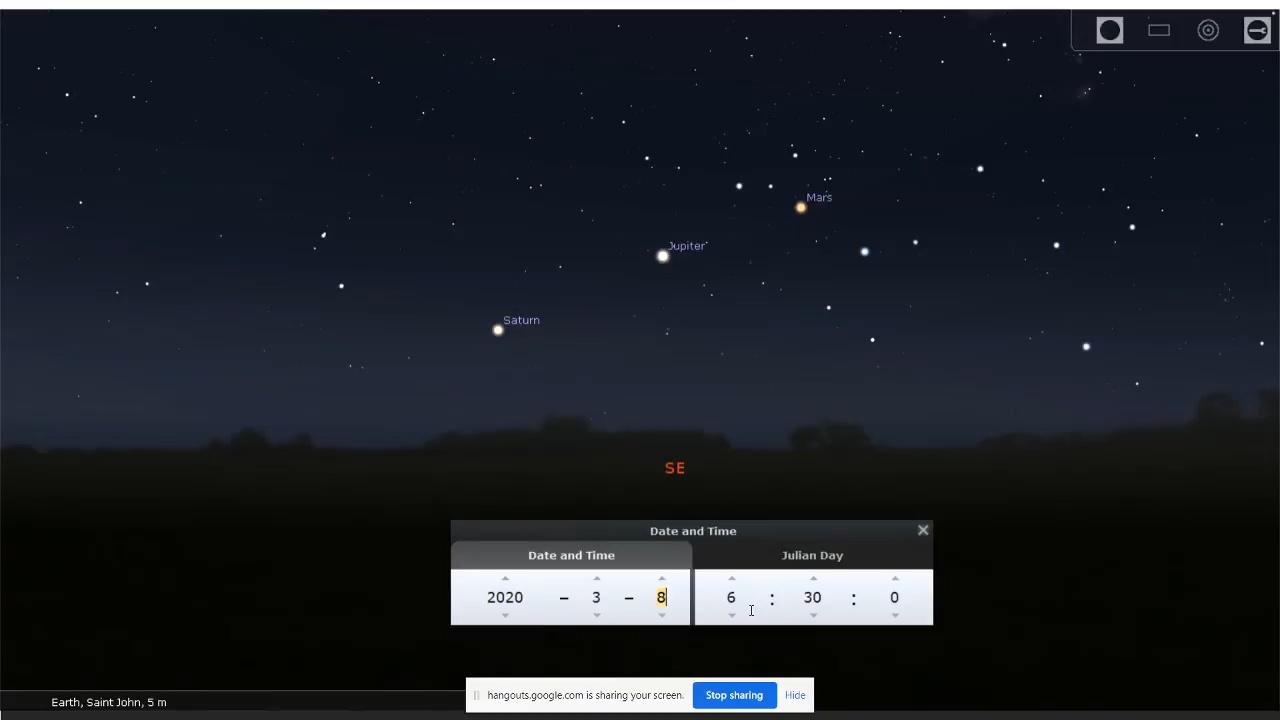 Mars
Jupiter
Saturn
SE
Date and Time
Date and Time Julian Day
2020 – 3 – 8 6 : 30 : 0
hangouts.google.com is sharing your screen. Stop sharing Hide
Earth, Saint John, 5 m